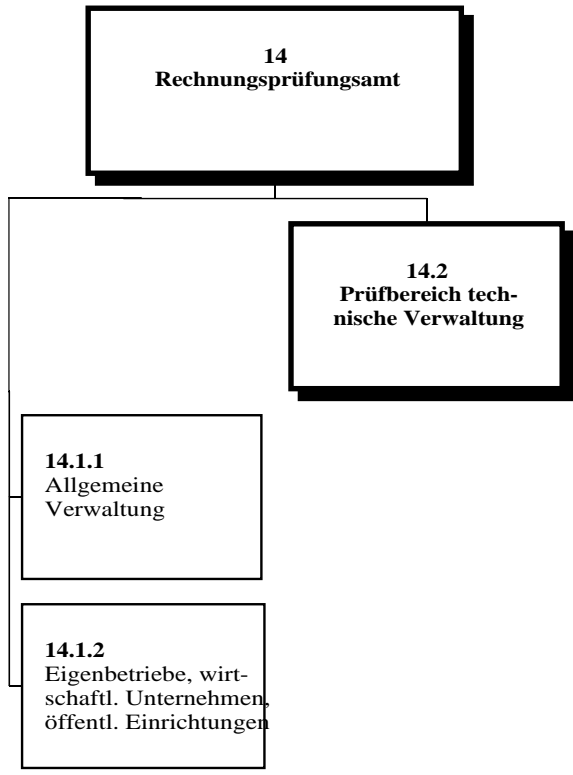 14
Rechnungsprüfungsamt
14.2
Prüfbereich tech-
nische Verwaltung
14.1.1
Allgemeine
Verwaltung
14.1.2
Eigenbetriebe, wirt-
schaftl. Unternehmen,
öffentl. Einrichtungen